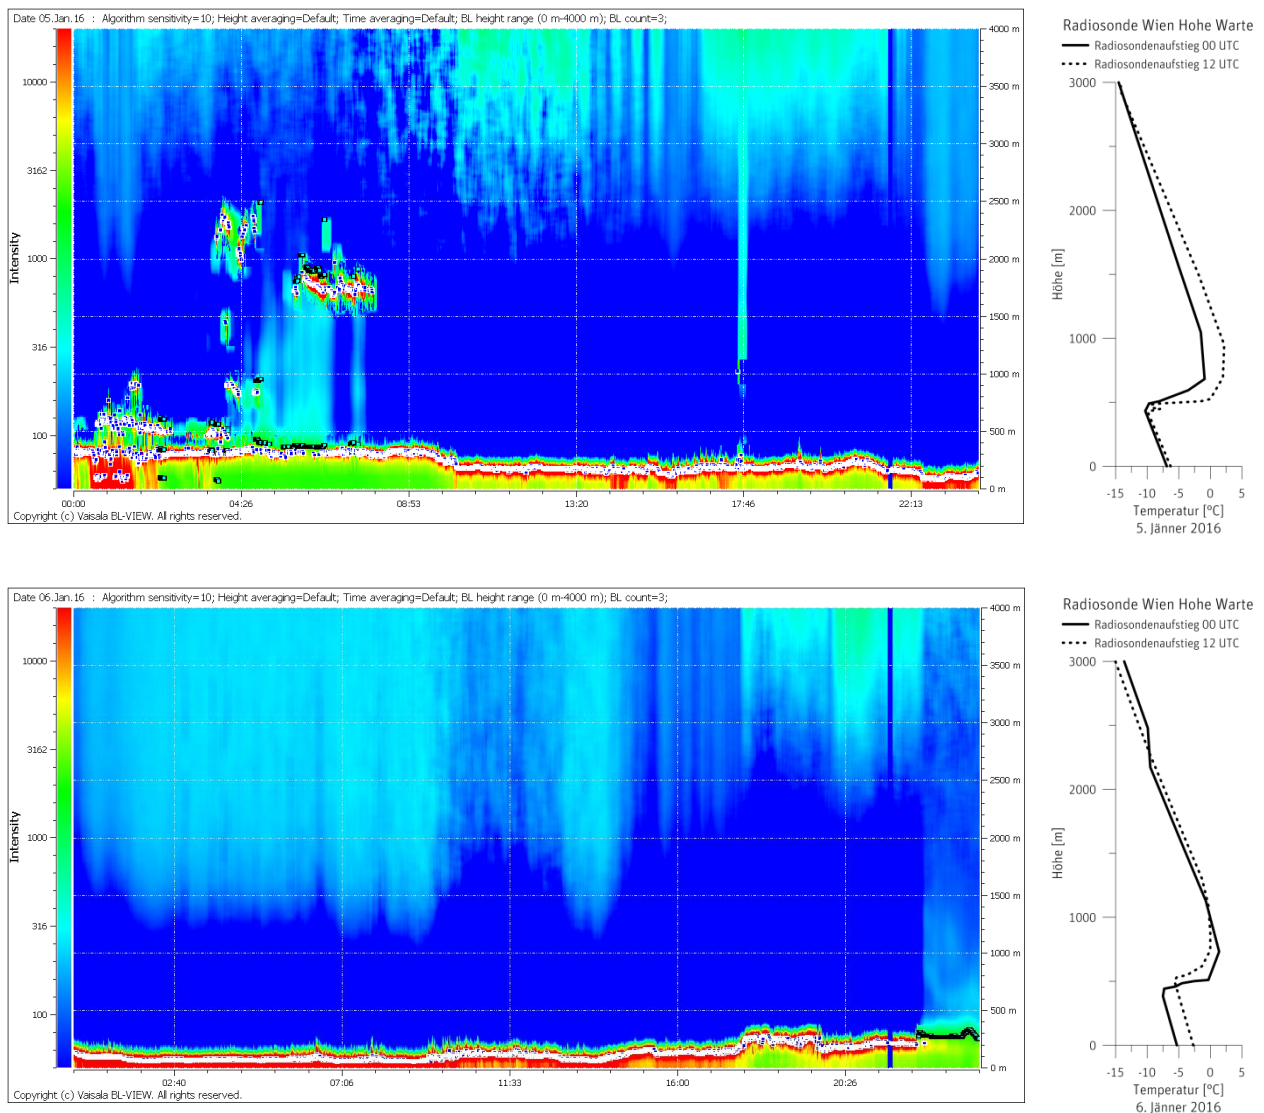 Date 05.Jan.16 : Algorithm sensitivity=10; Height averaging=Default; Time averaging=Default; BL height range (0 m-4000 m); BL count=3;
Intensity
10000
3162
1000
316
100
4000 m
3500 m
3000 m
2500 m
2000 m
1500 m
1000 m
500 m
0 m
00:00 04:26 08:53 13:20 17:46 22:13
Copyright (c) Vaisala BL-VIEW. All rights reserved.
Radiosonde Wien Hohe Warte
Radiosondenaufstieg 00 UTC
Radiosondenaufstieg 12 UTC
Höhe [m]
3000
2000
1000
0
-15 -10 -5 0 5
Temperatur [°C]
5. Jänner 2016
Date 06.Jan.16 : Algorithm sensitivity=10; Height averaging=Default; Time averaging=Default; BL height range (0 m-4000 m); BL count=3;
Intensity
10000
3162
1000
316
100
4000 m
3500 m
3000 m
2500 m
2000 m
1500 m
1000 m
500 m
0 m
02:40 07:06 11:33 16:00 20:26
Copyright (c) Vaisala BL-VIEW. All rights reserved.
Radiosonde Wien Hohe Warte
Radiosondenaufstieg 00 UTC
Radiosondenaufstieg 12 UTC
Höhe [m]
3000
2000
1000
0
-15 -10 -5 0 5
Temperatur [°C]
6. Jänner 2016